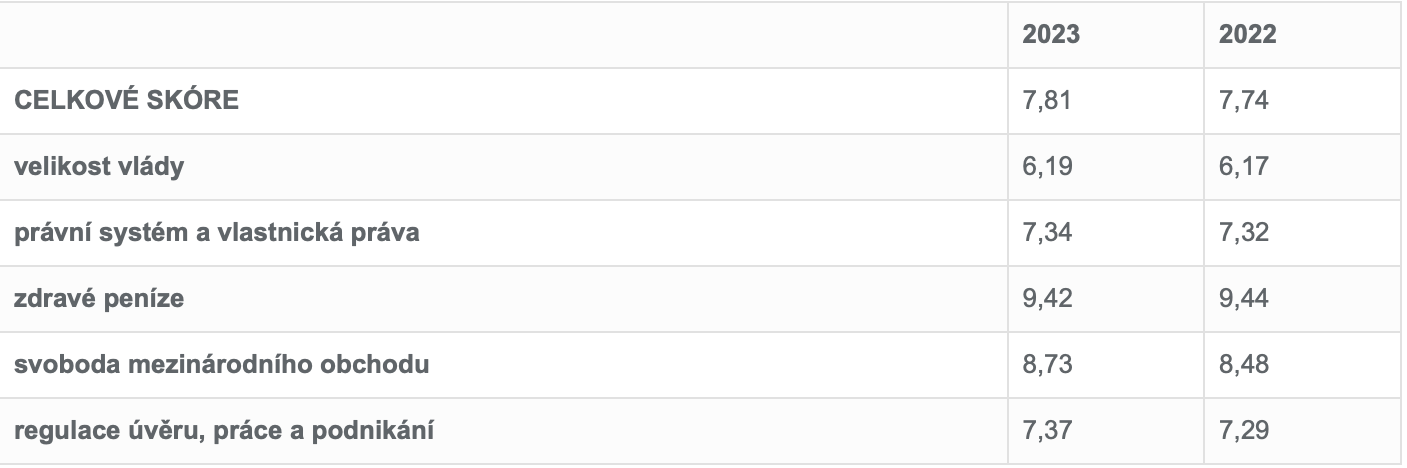 2023 2022
CELKOVÉ SKÓRE 7,81 7,74
velikost vlády 6,19 6,17
právní systém a vlastnická práva 7,34 7,32
zdravé peníze 9,42 9,44
svoboda mezinárodního obchodu 8,73 8,48
regulace úvěru, práce a podnikání 7,37 7,29